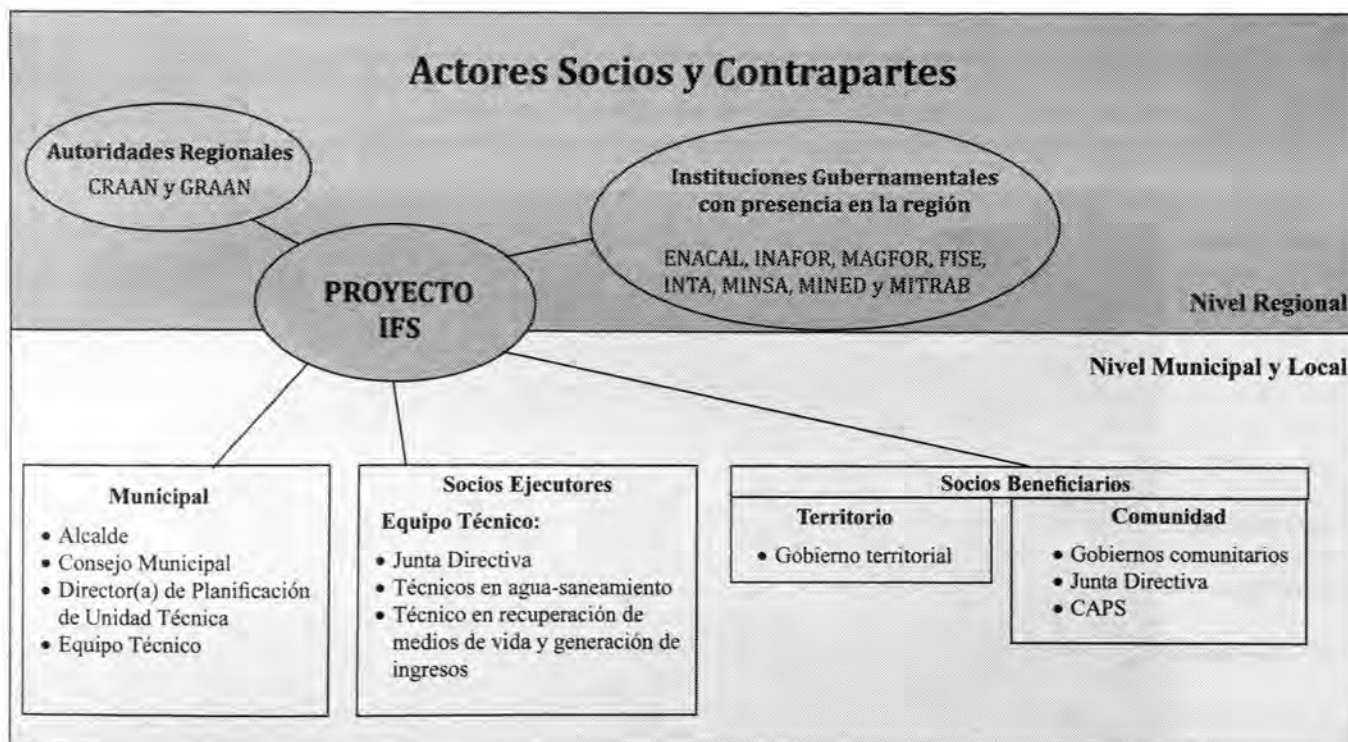 Actores Socios y Contrapartes
Autoridades Regionales
CRAAN y GRAAN
Instituciones Gubernamentales
con presencia en la región
ENACAL, INAFOR, MAGFOR, FISE,
INTA, MINSA, MINED y MITRAB
PROYECTO
IFS
Nivel Regional
Nivel Municipal y Local
Municipal
• Alcalde
• Consejo Municipal
• Director(a) de Planificación
de Unidad Técnica
• Equipo Técnico
Socios Ejecutores
Equipo Técnico:
• Junta Directiva
• Técnicos en agua-saneamiento
• Técnico en recuperación de
medios de vida y generación de
ingresos
Socios Beneficiarios
Territorio
• Gobierno territorial
Comunidad
• Gobiernos comunitarios
• Junta Directiva
• CAPS